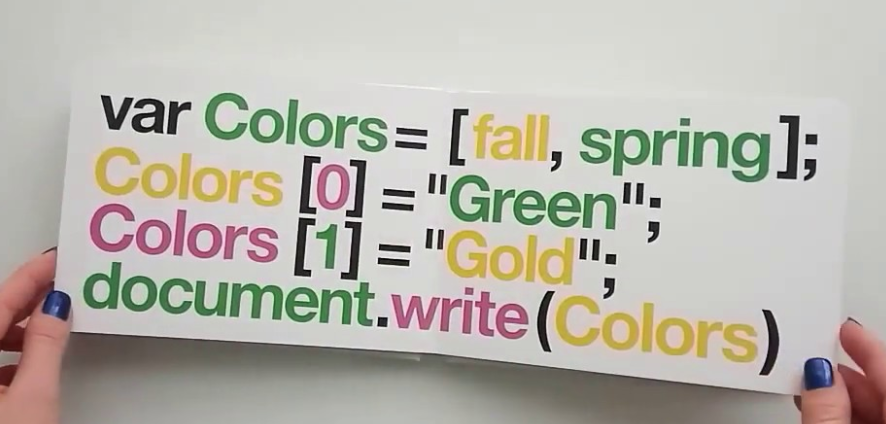 var Colors= [fall, spring];
Colors [0] ="Green";
Colors [1] ="Gold";
document.write(Colors)